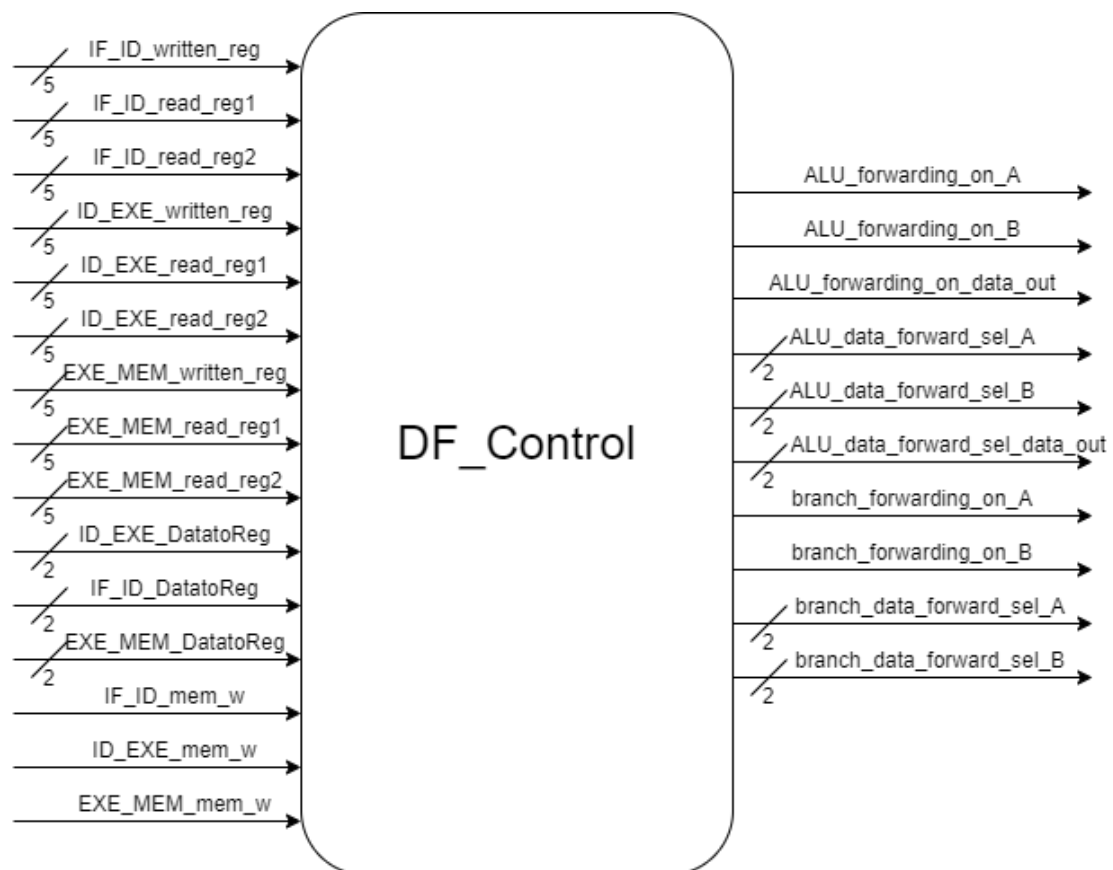 IF_ID_written_reg
5
IF_ID_read_reg1
5
IF_ID_read_reg2
5
ID_EXE_written_reg
5
ID_EXE_read_reg1
5
ID_EXE_read_reg2
5
EXE_MEM_written_reg
5
EXE_MEM_read_reg1
5
EXE_MEM_read_reg2
5
ID_EXE_DatatoReg
2
IF_ID_DatatoReg
2
EXE_MEM_DatatoReg
2
IF_ID_mem_w
ID_EXE_mem_w
EXE_MEM_mem_w
DF_Control
ALU_forwarding_on_A
ALU_forwarding_on_B
ALU_forwarding_on_data_out
ALU_data_forward_sel_A
2
ALU_data_forward_sel_B
2
ALU_data_forward_sel_data_out
2
branch_forwarding_on_A
branch_forwarding_on_B
branch_data_forward_sel_A
2
branch_data_forward_sel_B
2